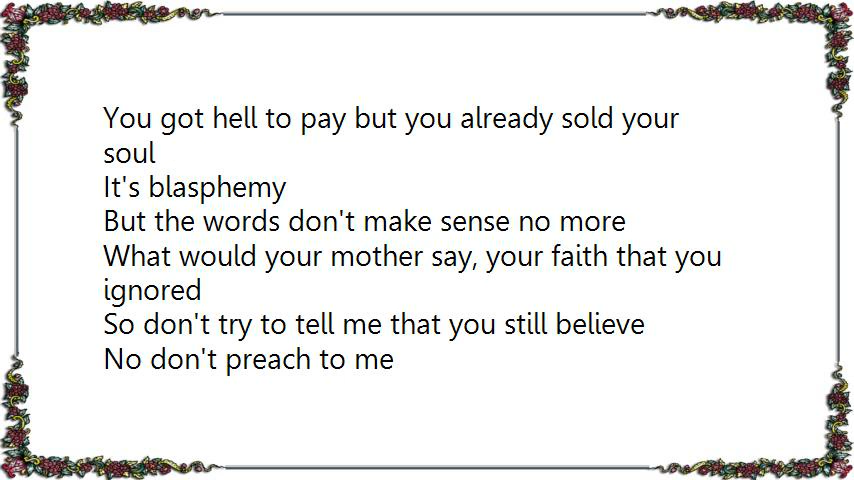 You got hell to pay but you already sold your
soul
It's blasphemy
But the words don't make sense no more
What would your mother say, your faith that you
ignored
So don't try to tell me that you still believe
No don't preach to me